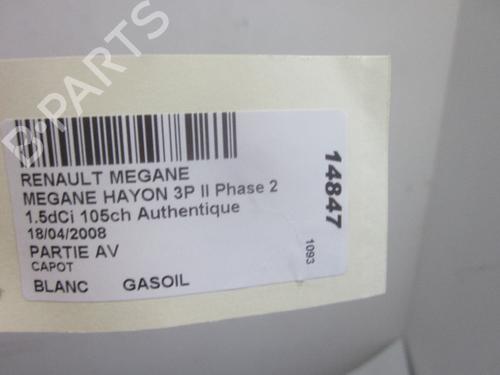 RENAULT MEGANE
MEGANE HAYON 3P II Phase 2
1.5dCi 105ch Authentique
18/04/2008
PARTIE AV
CAPOT
BLANC GASOIL
14847
1093
B-PARTS